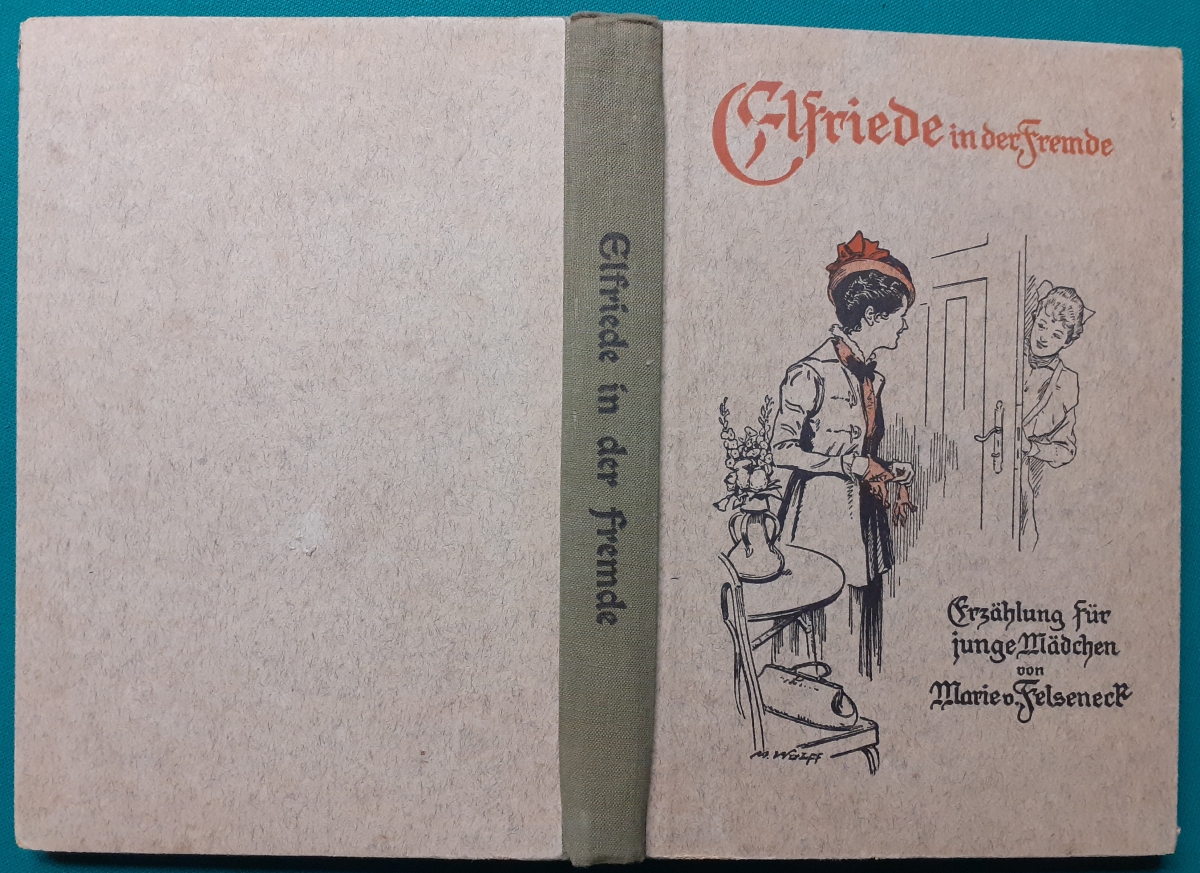 Elfriede in der Fremde
Elfriede in der Fremde
Erzählung für
junge Mädchen
von
Marie v. Felseneck
M. Wolff